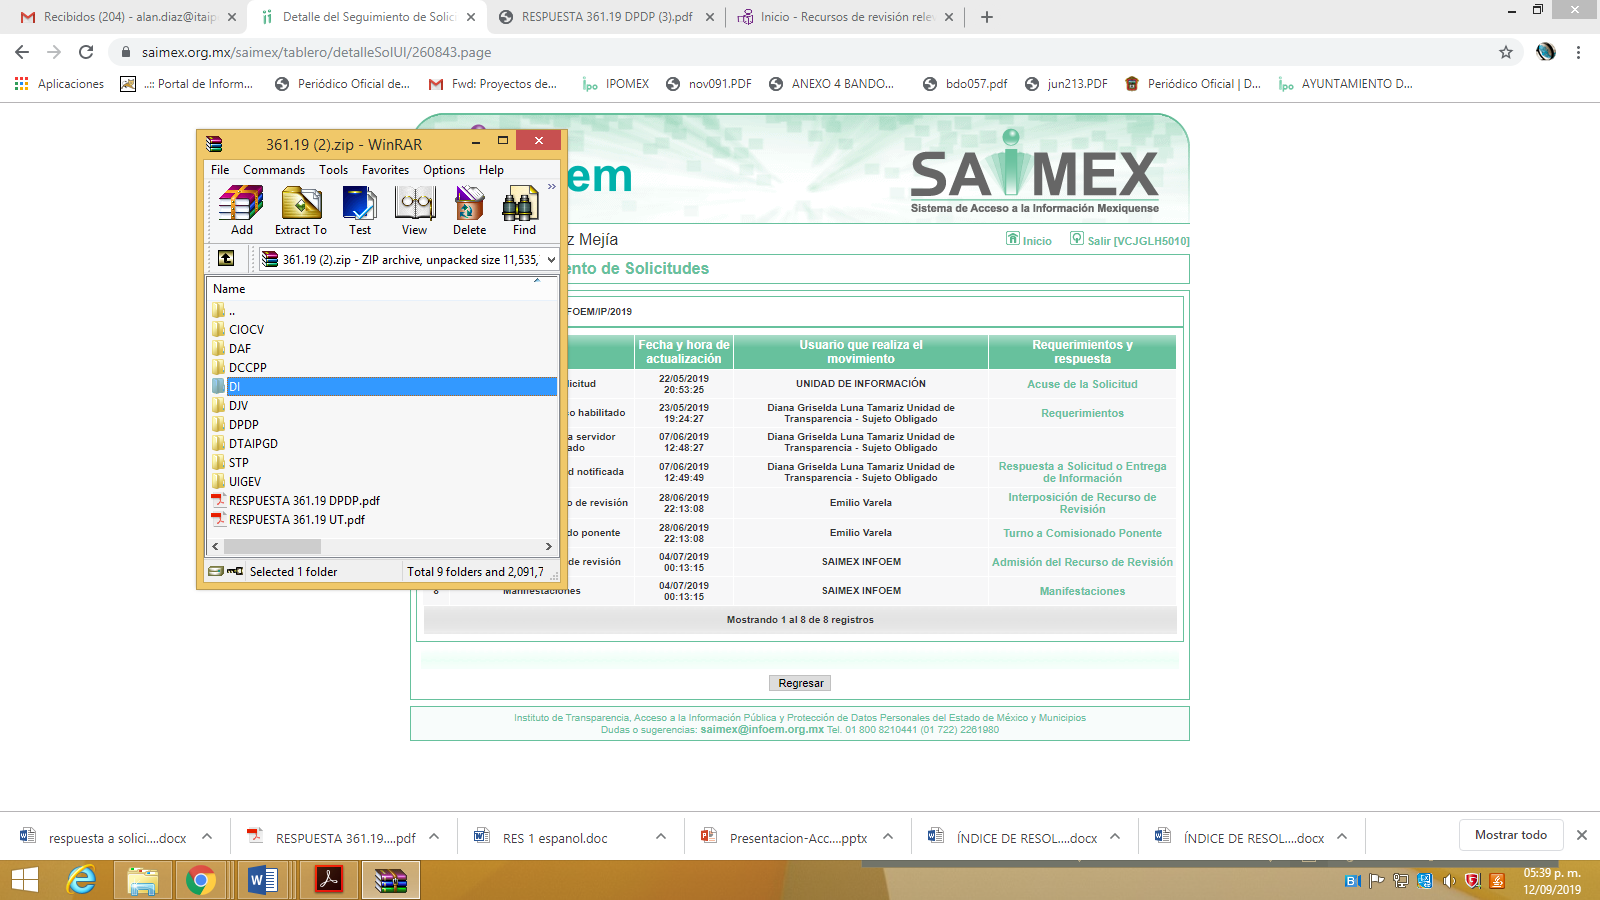 Recibidos (204) - alan.diaz@itaip
Detalle del Seguimiento de Solici
RESPUESTA 361.19 DPDP (3).pdf
Inicio - Recursos de revisión rele
saimex.org.mx/saimex/tablero/detalleSolUI/260843.page
Aplicaciones
..:: Portal de Inform...
Periódico Oficial de...
Fwd: Proyectos de...
IPOMEX
nov091.PDF
ANEXO 4 BANDO...
bdo057.pdf
jun213.PDF
Periódico Oficial | D...
AYUNTAMIENTO D...
361.19 (2).zip - WinRAR
File Commands Tools Favorites Options Help
Add Extract To Test View Delete Find
361.19 (2).zip - ZIP archive, unpacked size 11,535,
Name
..
CIOCV
DAF
DCCPP
DI
DJV
DPDP
DTAIPGD
STP
UIGEV
RESPUESTA 361.19 DPDP.pdf
RESPUESTA 361.19 UT.pdf
Selected 1 folder
Total 9 folders and 2,091,7
em
SAIMEX
Sistema de Acceso a la Información Mexiquense
z Mejía
Inicio
Salir [VCJGLH5010]
nto de Solicitudes
FOEM/IP/2019
Fecha y hora de actualización
Usuario que realiza el movimiento
Requerimientos y respuesta
licitud
22/05/2019 20:53:25
UNIDAD DE INFORMACIÓN
Acuse de la Solicitud
o habilitado
23/05/2019 19:24:27
Diana Griselda Luna Tamariz Unidad de Transparencia - Sujeto Obligado
Requerimientos
a servidor
ado
07/06/2019 12:48:27
Diana Griselda Luna Tamariz Unidad de Transparencia - Sujeto Obligado
d notificada
07/06/2019 12:49:49
Diana Griselda Luna Tamariz Unidad de Transparencia - Sujeto Obligado
Respuesta a Solicitud o Entrega de Información
o de revisión
28/06/2019 22:13:08
Emilio Varela
Interposición de Recurso de Revisión
do ponente
28/06/2019 22:13:08
Emilio Varela
Turno a Comisionado Ponente
de revisión
04/07/2019 00:13:15
SAIMEX INFOEM
Admisión del Recurso de Revisión
8
Manifestaciones
04/07/2019 00:13:15
SAIMEX INFOEM
Manifestaciones
Mostrando 1 al 8 de 8 registros
Regresar
Instituto de Transparencia, Acceso a la Información Pública y Protección de Datos Personales del Estado de México y Municipios
Dudas o sugerencias: saimex@infoem.org.mx Tel. 01 800 8210441 (01 722) 2261980
respuesta a solici....docx
RESPUESTA 361.19....pdf
RES 1 espanol.doc
Presentacion-Acc....pptx
ÍNDICE DE RESOL....docx
ÍNDICE DE RESOL....docx
Mostrar todo
05:39 p. m.
12/09/2019